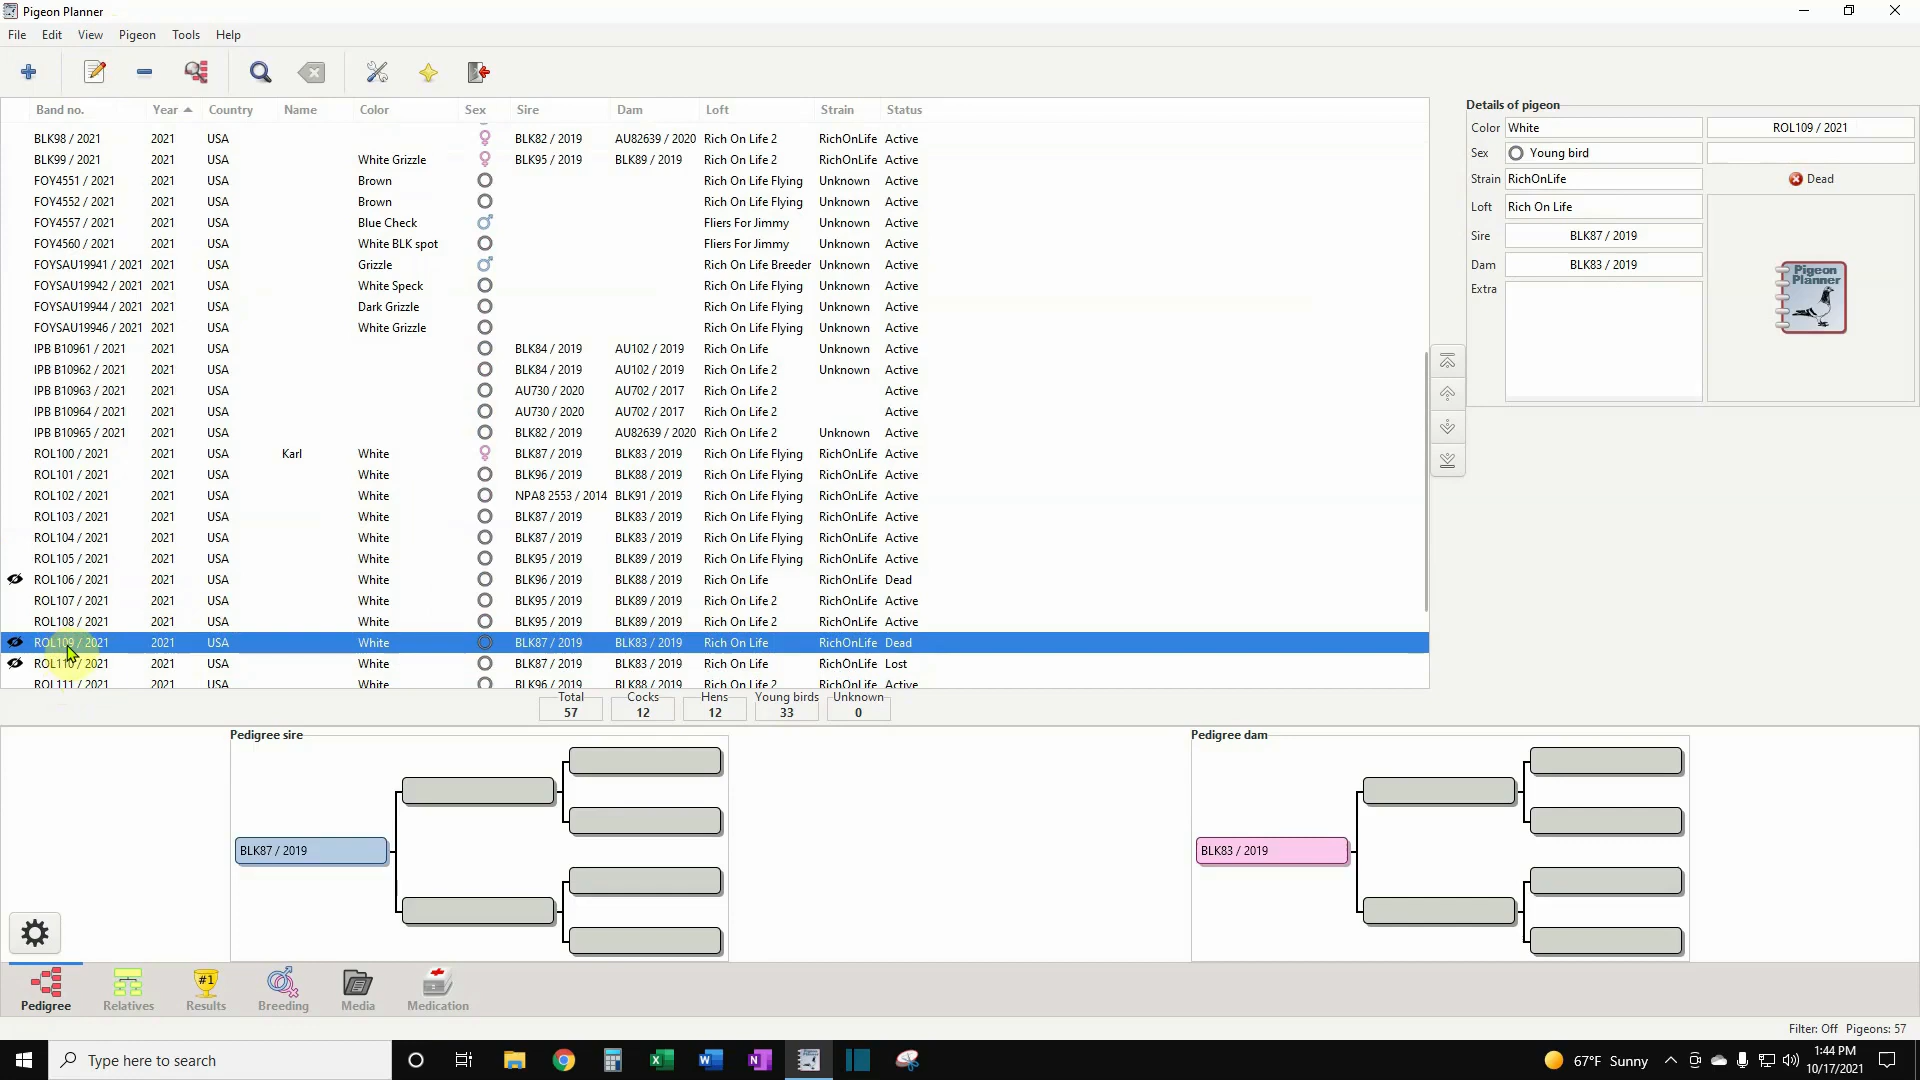 Pigeon Planner
File Edit View Pigeon Tools Help
Band no. Year Country Name Color Sex Sire Dam Loft Strain Status
BLK98 / 2021 2021 USA BLK82 / 2019 AU82639 / 2020 Rich On Life 2 RichOnLife Active
BLK99 / 2021 2021 USA White Grizzle BLK95 / 2019 BLK89 / 2019 Rich On Life 2 RichOnLife Active
FOY4551 / 2021 2021 USA Brown Rich On Life Flying Unknown Active
FOY4552 / 2021 2021 USA Brown Rich On Life Flying Unknown Active
FOY4557 / 2021 2021 USA Blue Check Fliers For Jimmy Unknown Active
FOY4560 / 2021 2021 USA White BLK spot Fliers For Jimmy Unknown Active
FOYSAU19941 / 2021 2021 USA Grizzle Rich On Life Breeder Unknown Active
FOYSAU19942 / 2021 2021 USA White Speck Rich On Life Flying Unknown Active
FOYSAU19944 / 2021 2021 USA Dark Grizzle Rich On Life Flying Unknown Active
FOYSAU19946 / 2021 2021 USA White Grizzle Rich On Life Flying Unknown Active
IPB B10961 / 2021 2021 USA BLK84 / 2019 AU102 / 2019 Rich On Life Unknown Active
IPB B10962 / 2021 2021 USA BLK84 / 2019 AU102 / 2019 Rich On Life 2 Unknown Active
IPB B10963 / 2021 2021 USA AU730 / 2020 AU702 / 2017 Rich On Life 2 Active
IPB B10964 / 2021 2021 USA AU730 / 2020 AU702 / 2017 Rich On Life 2 Active
IPB B10965 / 2021 2021 USA BLK82 / 2019 AU82639 / 2020 Rich On Life 2 Unknown Active
ROL100 / 2021 2021 USA Karl White BLK87 / 2019 BLK83 / 2019 Rich On Life Flying RichOnLife Active
ROL101 / 2021 2021 USA White BLK96 / 2019 BLK88 / 2019 Rich On Life Flying RichOnLife Active
ROL102 / 2021 2021 USA White NPA8 2553 / 2014 BLK91 / 2019 Rich On Life Flying RichOnLife Active
ROL103 / 2021 2021 USA White BLK87 / 2019 BLK83 / 2019 Rich On Life Flying RichOnLife Active
ROL104 / 2021 2021 USA White BLK87 / 2019 BLK83 / 2019 Rich On Life Flying RichOnLife Active
ROL105 / 2021 2021 USA White BLK95 / 2019 BLK89 / 2019 Rich On Life Flying RichOnLife Active
ROL106 / 2021 2021 USA White BLK96 / 2019 BLK88 / 2019 Rich On Life RichOnLife Dead
ROL107 / 2021 2021 USA White BLK95 / 2019 BLK89 / 2019 Rich On Life 2 RichOnLife Active
ROL108 / 2021 2021 USA White BLK95 / 2019 BLK89 / 2019 Rich On Life 2 RichOnLife Active
ROL109 / 2021 2021 USA White BLK87 / 2019 BLK83 / 2019 Rich On Life RichOnLife Dead
ROL110 / 2021 2021 USA White BLK87 / 2019 BLK83 / 2019 Rich On Life RichOnLife Lost
ROL111 / 2021 2021 USA White BLK96 / 2019 BLK88 / 2019 Rich On Life 2 RichOnLife Active
Total Cocks Hens Young birds Unknown
57 12 12 33 0
Details of pigeon
Color White ROL109 / 2021
Sex Young bird
Strain RichOnLife Dead
Loft Rich On Life
Sire BLK87 / 2019
Dam BLK83 / 2019
Extra
Pigeon
Planner
Pedigree sire
BLK87 / 2019
Pedigree dam
BLK83 / 2019
#1
Pedigree Relatives Results Breeding Media Medication
Filter: Off Pigeons: 57
Type here to search
67°F Sunny
1:44 PM
10/17/2021